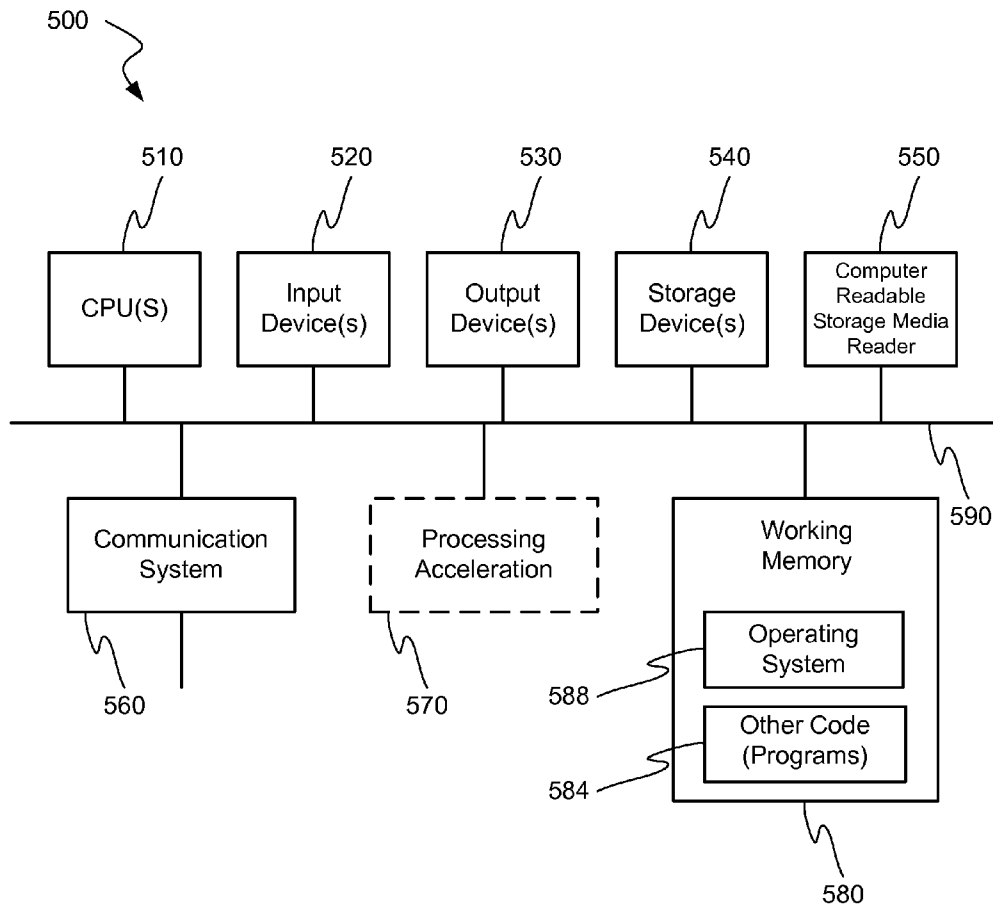 500
510
520
530
540
550
CPU(S)
Input
Device(s)
Output
Device(s)
Storage
Device(s)
Computer
Readable
Storage Media
Reader
590
Communication
System
Processing
Acceleration
Working
Memory
Operating
System
588
Other Code
(Programs)
584
560
570
580